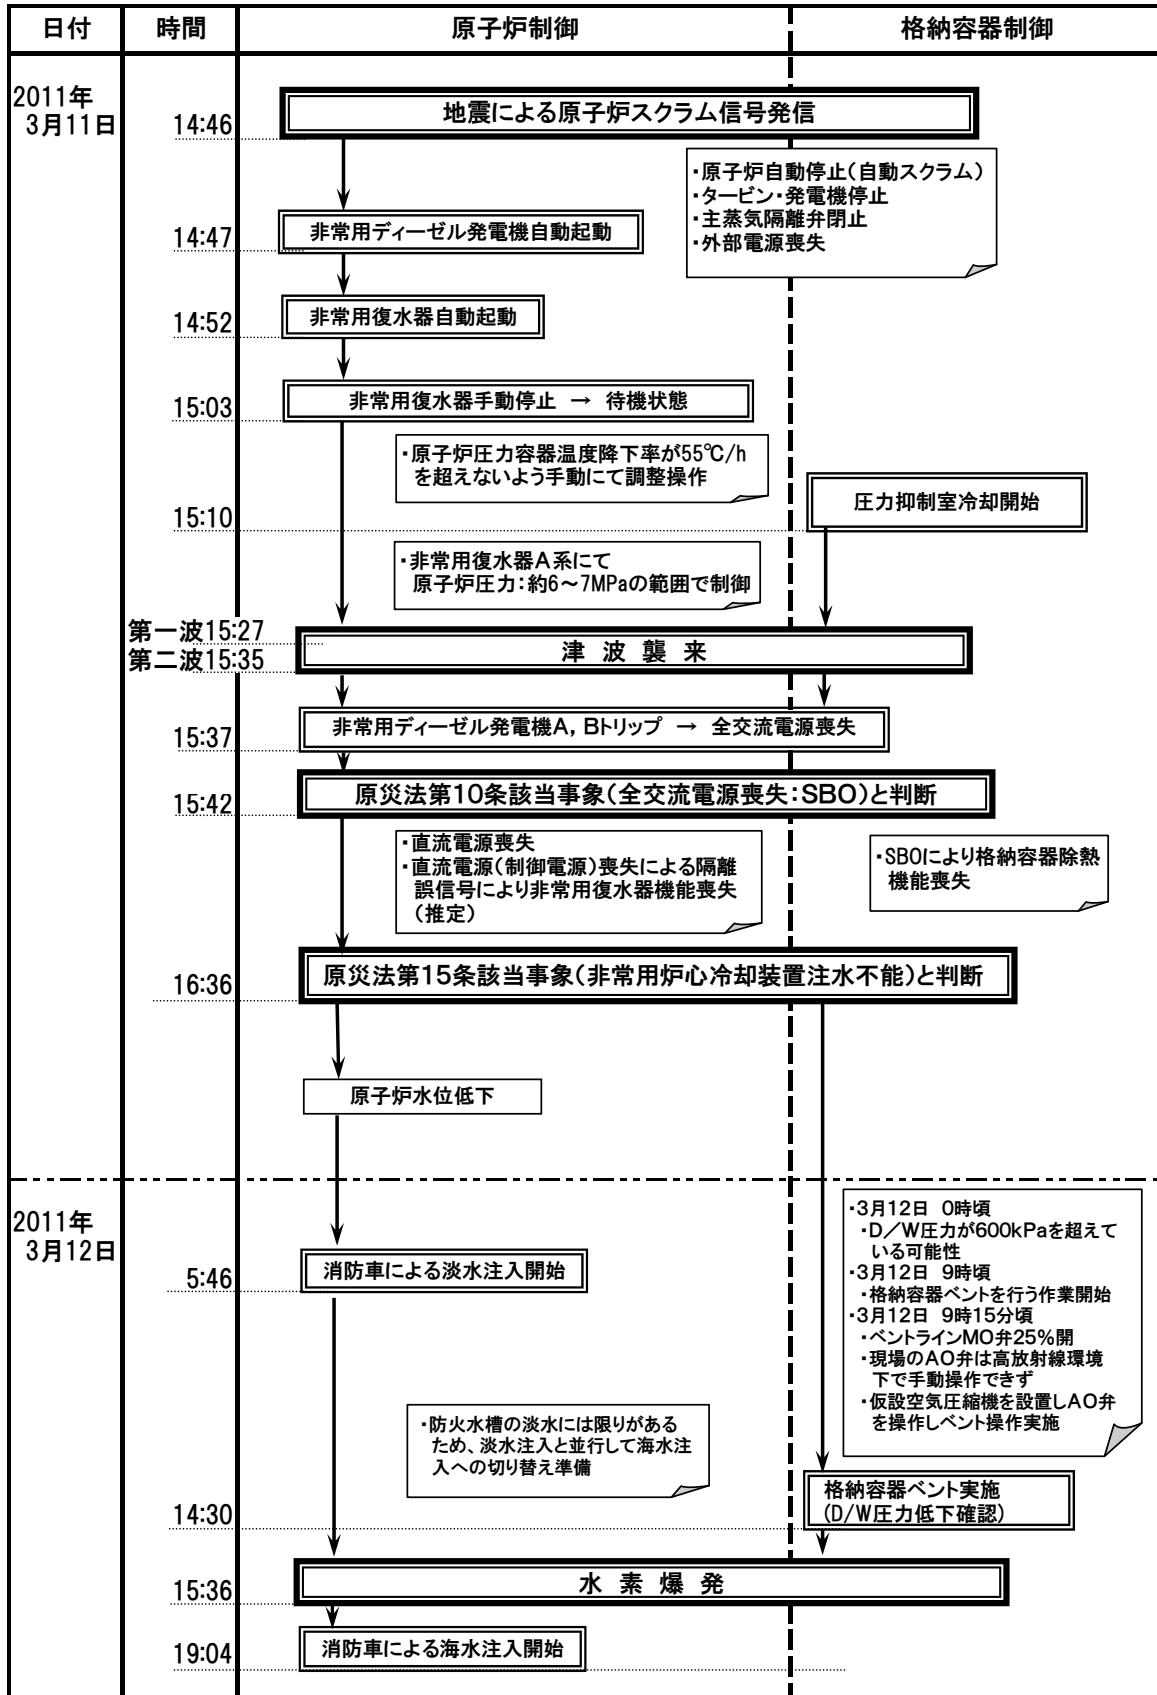 日付
時間
原子炉制御
格納容器制御
2011年
3月11日
14:46
地震による原子炉スクラム信号発信
・原子炉自動停止(自動スクラム)
・タービン・発電機停止
・主蒸気隔離弁閉止
・外部電源喪失
14:47
非常用ディーゼル発電機自動起動
14:52
非常用復水器自動起動
15:03
非常用復水器手動停止 → 待機状態
・原子炉圧力容器温度降下率が55℃/h
を超えないよう手動にて調整操作
15:10
圧力抑制室冷却開始
・非常用復水器A系にて
原子炉圧力:約6～7MPaの範囲で制御
第一波15:27
第二波15:35
津 波 襲 来
15:37
非常用ディーゼル発電機A,Bトリップ → 全交流電源喪失
15:42
原災法第10条該当事象(全交流電源喪失:SBO)と判断
・直流電源喪失
・直流電源(制御電源)喪失による隔離
誤信号により非常用復水器機能喪失
(推定)
・SBOにより格納容器除熱
機能喪失
16:36
原災法第15条該当事象(非常用炉心冷却装置注水不能)と判断
原子炉水位低下
2011年
3月12日
・3月12日 0時頃
・D/W圧力が600kPaを超えて
いる可能性
・3月12日 9時頃
・格納容器ベントを行う作業開始
・3月12日 9時15分頃
・ベントラインMO弁25%開
・現場のAO弁は高放射線環境
下で手動操作できず
・仮設空気圧縮機を設置しAO弁
を操作しベント操作実施
5:46
消防車による淡水注入開始
・防火水槽の淡水には限りがある
ため、淡水注入と並行して海水注
入への切り替え準備
14:30
格納容器ベント実施
(D/W圧力低下確認)
15:36
水 素 爆 発
19:04
消防車による海水注入開始